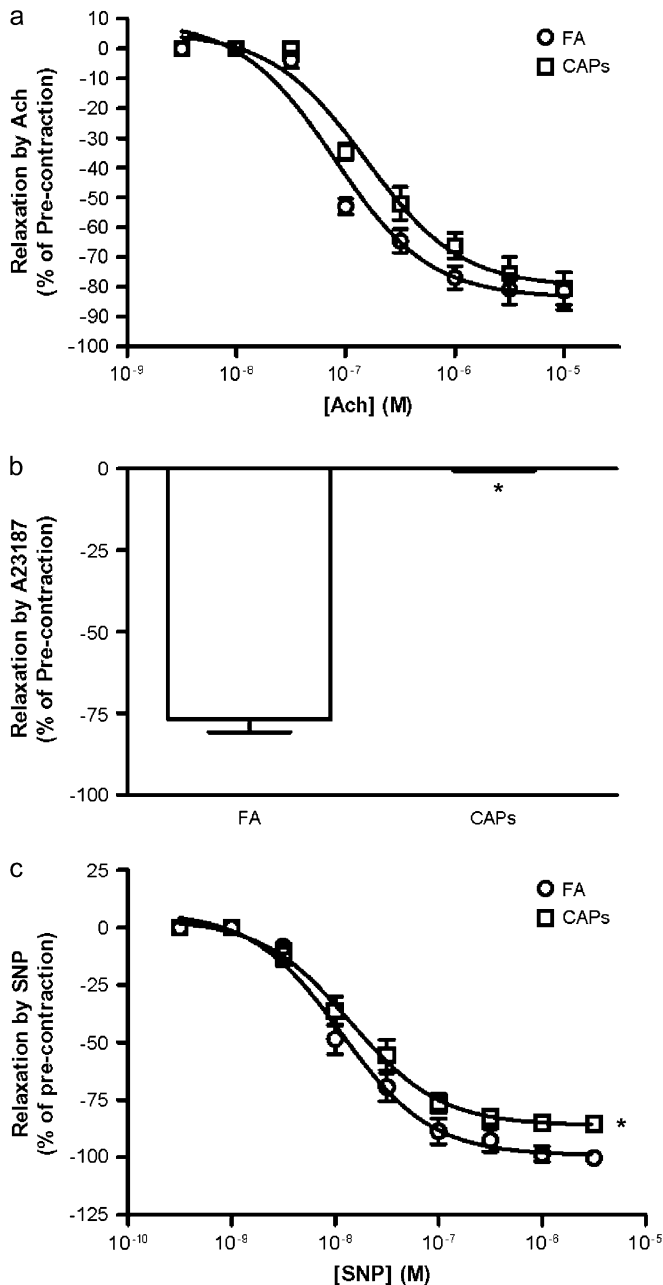 a
10
0
-10
-20
-30
-40
-50
-60
-70
-80
-90
-100
Relaxation by Ach
(% of Pre-contraction)
FA
CAPs
10⁻⁹ 10⁻⁸ 10⁻⁷ 10⁻⁶ 10⁻⁵
[Ach] (M)
b
0
-25
-50
-75
-100
Relaxation by A23187
(% of Pre-contraction)
*
FA CAPs
c
25
0
-25
-50
-75
-100
-125
Relaxation by SNP
(% of pre-contraction)
FA
CAPs
*
10⁻¹⁰ 10⁻⁹ 10⁻⁸ 10⁻⁷ 10⁻⁶ 10⁻⁵
[SNP] (M)